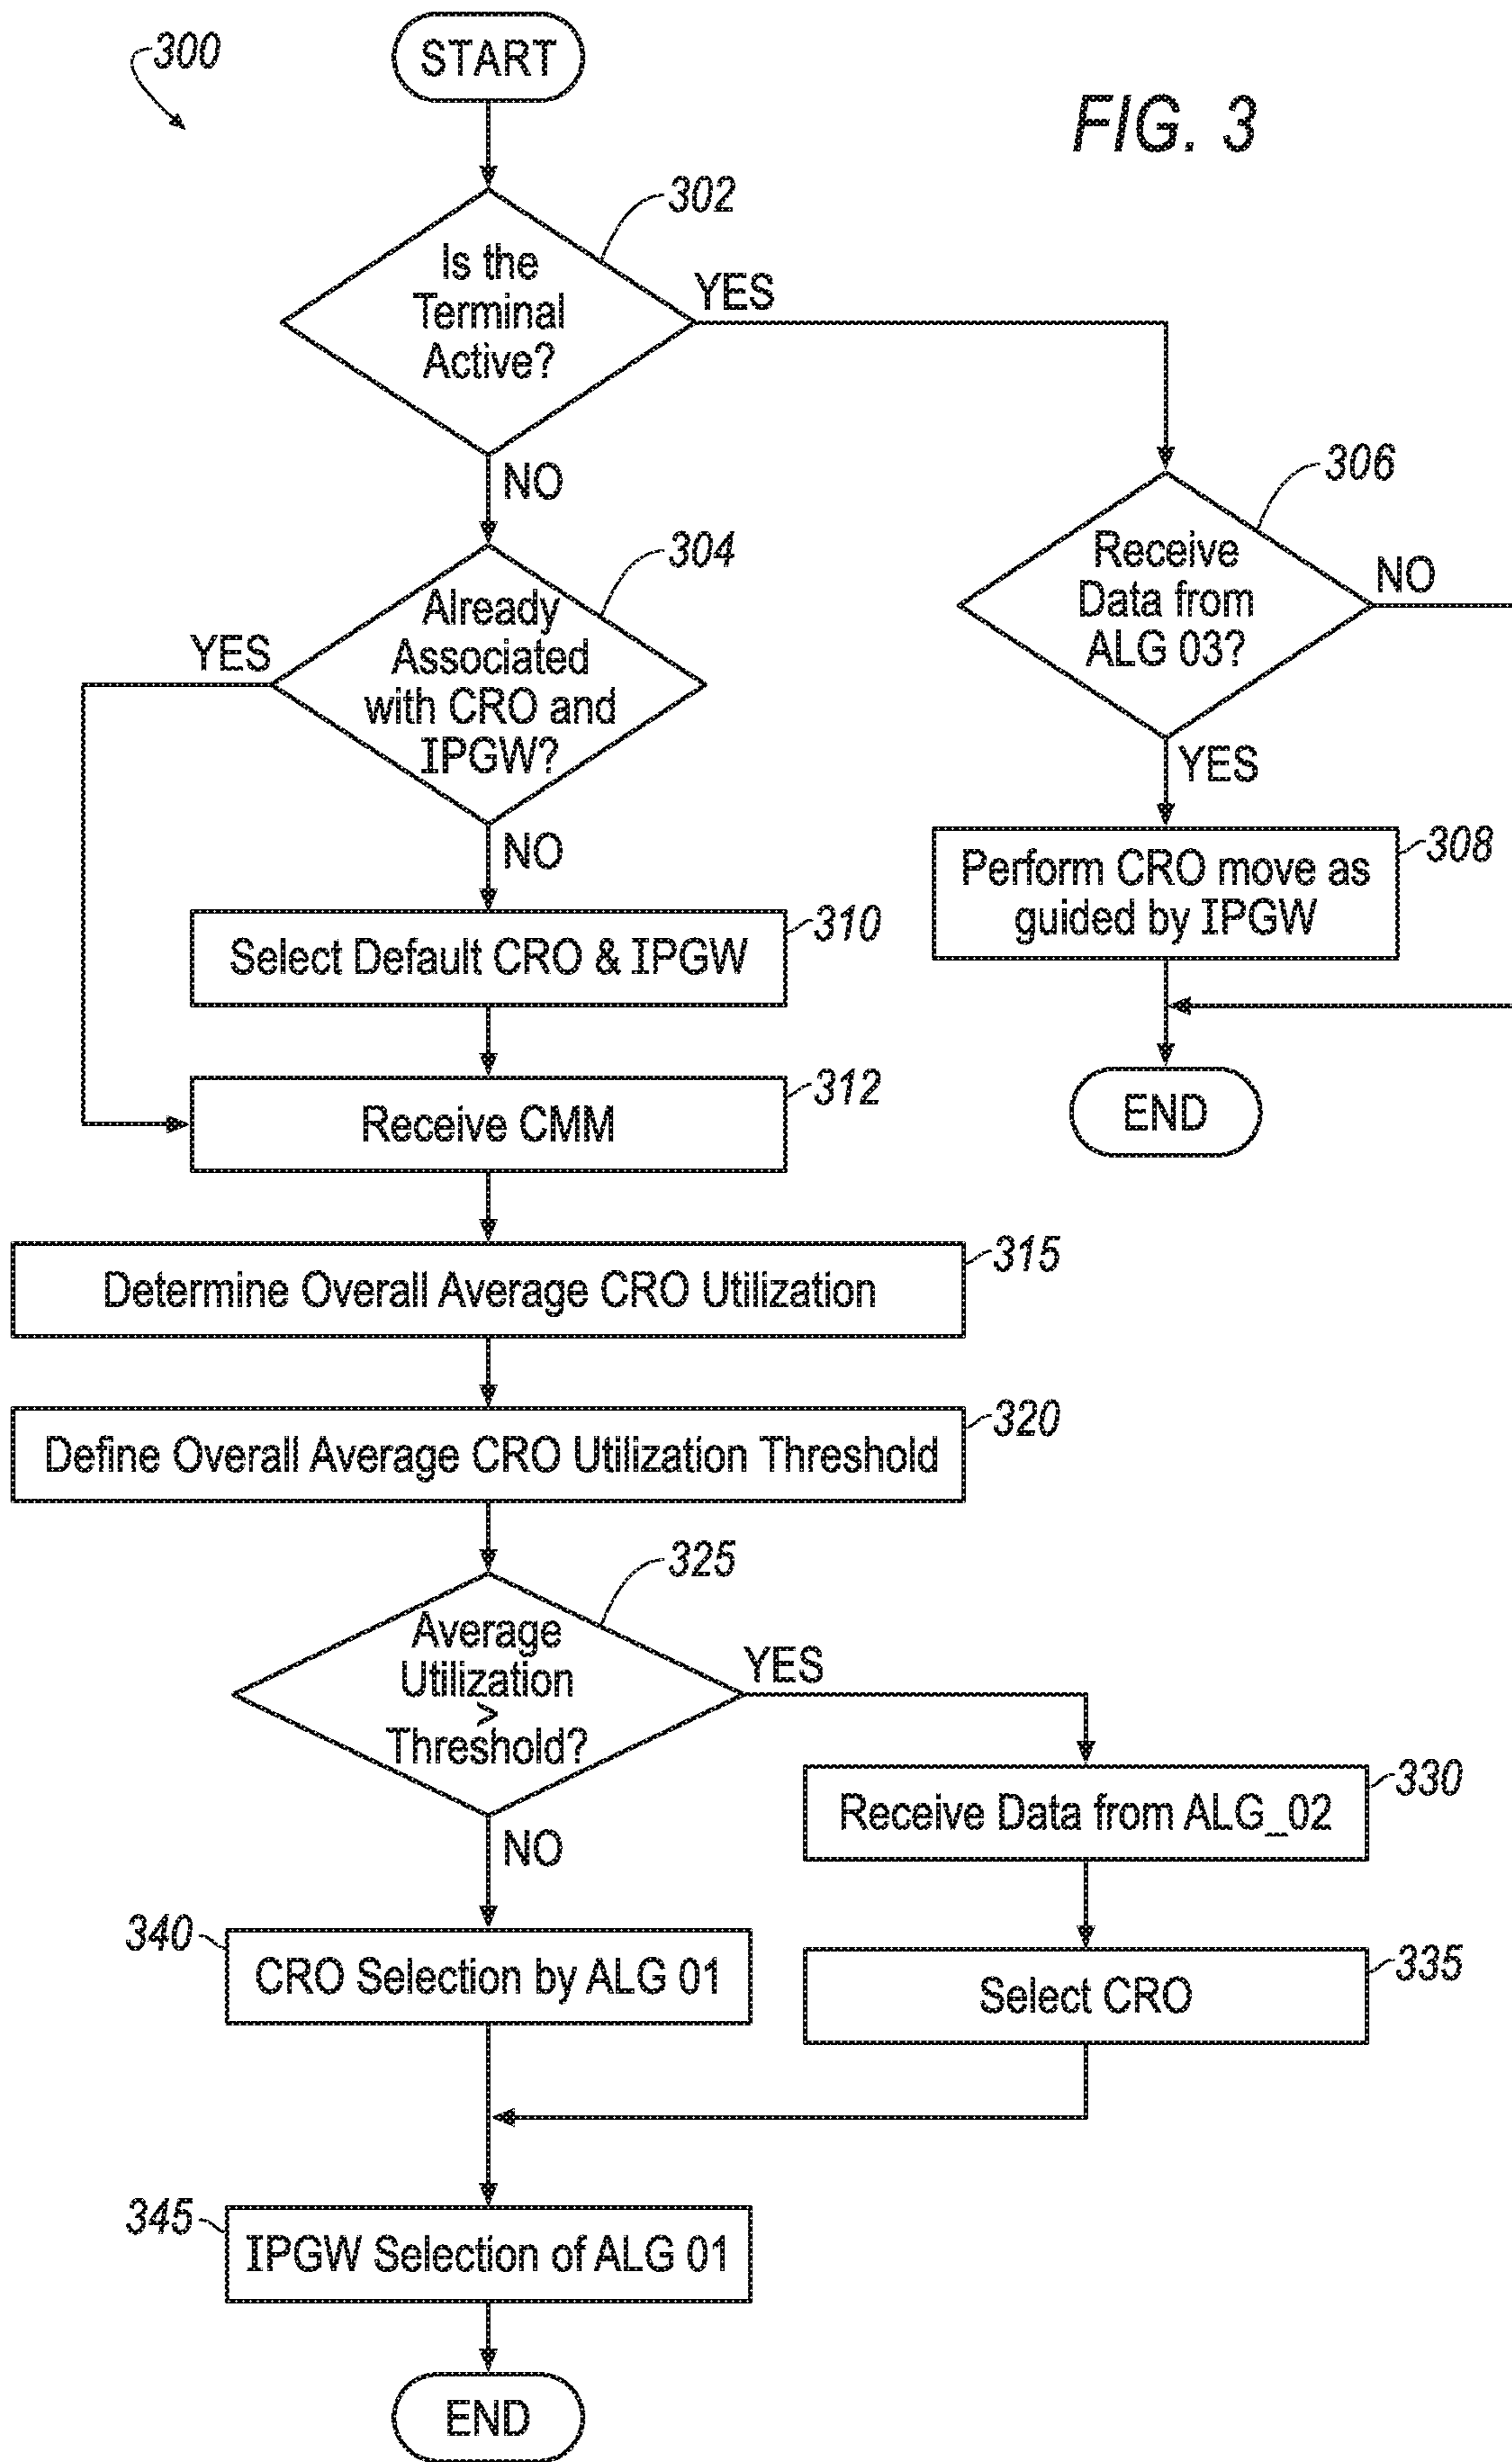 300
START
FIG. 3
302
Is the
Terminal
Active?
YES
NO
304
Already
Associated
with CRO and
IPGW?
YES
NO
306
Receive
Data from
ALG 03?
NO
YES
308
Perform CRO move as
guided by IPGW
END
310
Select Default CRO & IPGW
312
Receive CMM
315
Determine Overall Average CRO Utilization
320
Define Overall Average CRO Utilization Threshold
325
Average
Utilization
>
Threshold?
YES
NO
330
Receive Data from ALG_02
335
Select CRO
340
CRO Selection by ALG 01
345
IPGW Selection of ALG 01
END